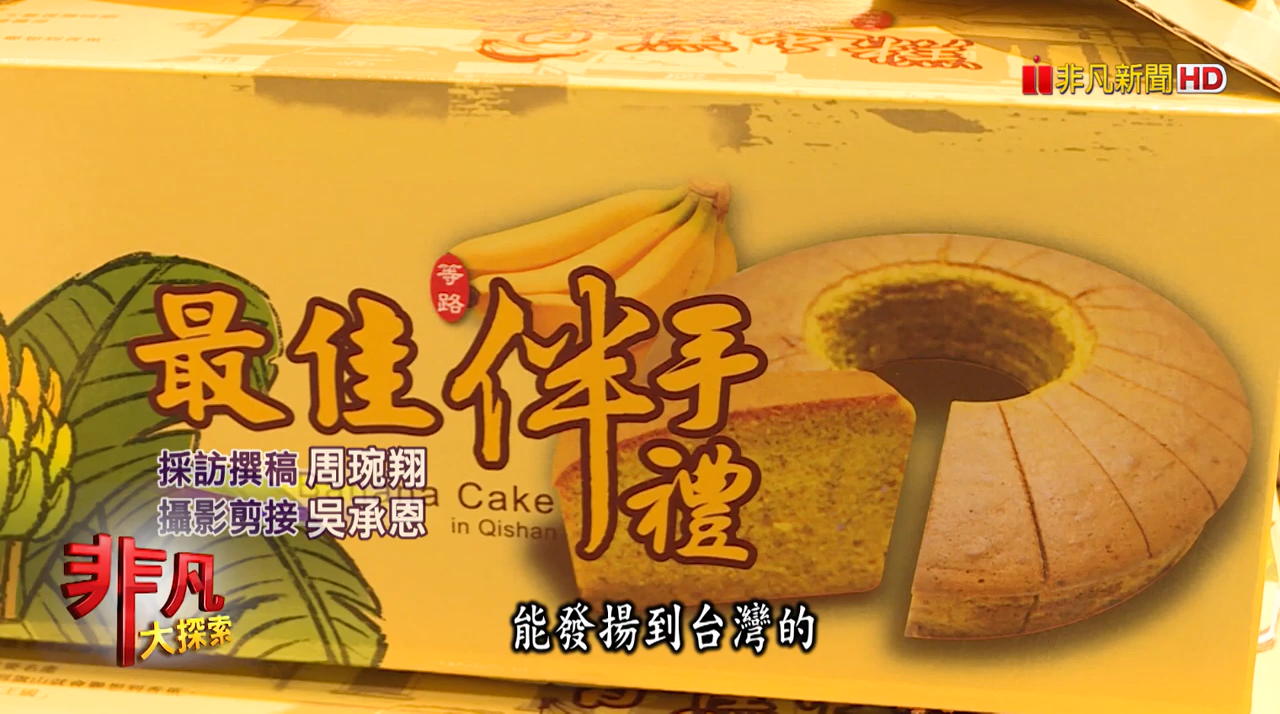 非凡新聞HD
等路
最佳伴手禮
採訪撰稿 周琬翔
Cake
攝影剪接 吳承恩
in Qishan
非凡大探索
能發揚到台灣的